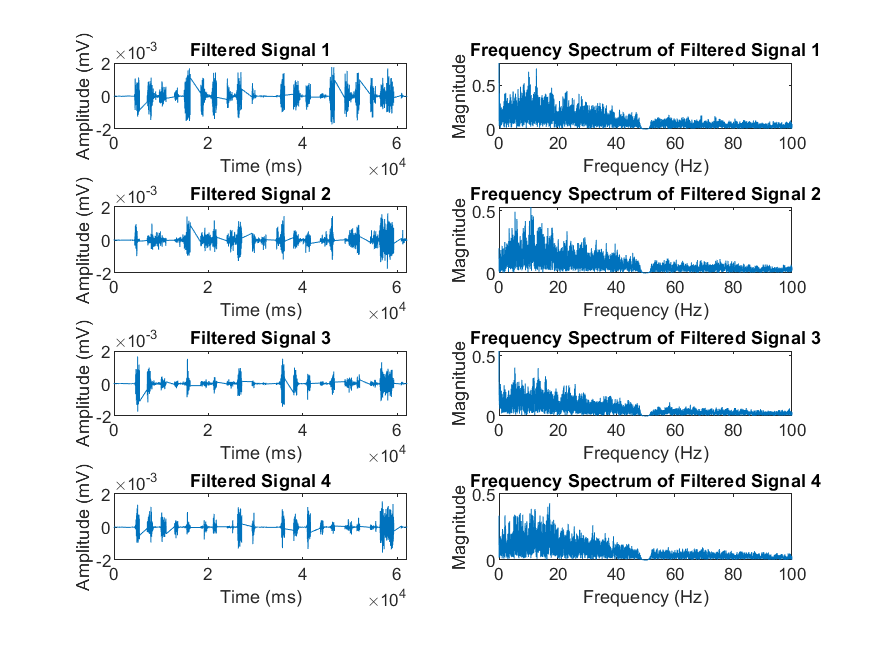 Filtered Signal 1
×10⁻³
Amplitude (mV)
2
0
-2
0 2 4 6
Time (ms)
×10⁴
Frequency Spectrum of Filtered Signal 1
Magnitude
0.5
0
0 20 40 60 80 100
Frequency (Hz)
Filtered Signal 2
×10⁻³
Amplitude (mV)
2
0
-2
0 2 4 6
Time (ms)
×10⁴
Frequency Spectrum of Filtered Signal 2
Magnitude
0.5
0
0 20 40 60 80 100
Frequency (Hz)
Filtered Signal 3
×10⁻³
Amplitude (mV)
2
0
-2
0 2 4 6
Time (ms)
×10⁴
Frequency Spectrum of Filtered Signal 3
Magnitude
0.5
0
0 20 40 60 80 100
Frequency (Hz)
Filtered Signal 4
×10⁻³
Amplitude (mV)
2
0
-2
0 2 4 6
Time (ms)
×10⁴
Frequency Spectrum of Filtered Signal 4
Magnitude
0.5
0
0 20 40 60 80 100
Frequency (Hz)